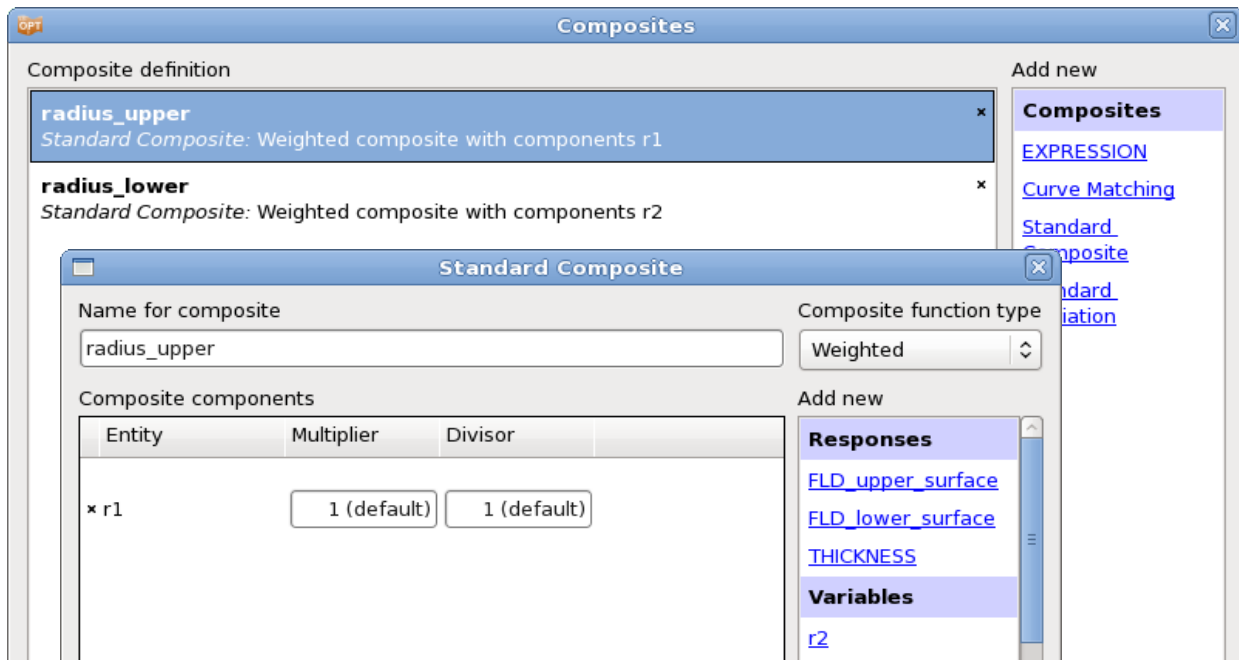 OPT
Composites
Composite definition
Add new
radius_upper
Standard Composite: Weighted composite with components r1
radius_lower
Standard Composite: Weighted composite with components r2
Composites
EXPRESSION
Curve Matching
Standard
Standard Composite
Name for composite
Composite function type
radius_upper
Weighted
Composite components
Add new
Entity
Multiplier
Divisor
r1
1 (default)
1 (default)
Responses
FLD_upper_surface
FLD_lower_surface
THICKNESS
Variables
r2